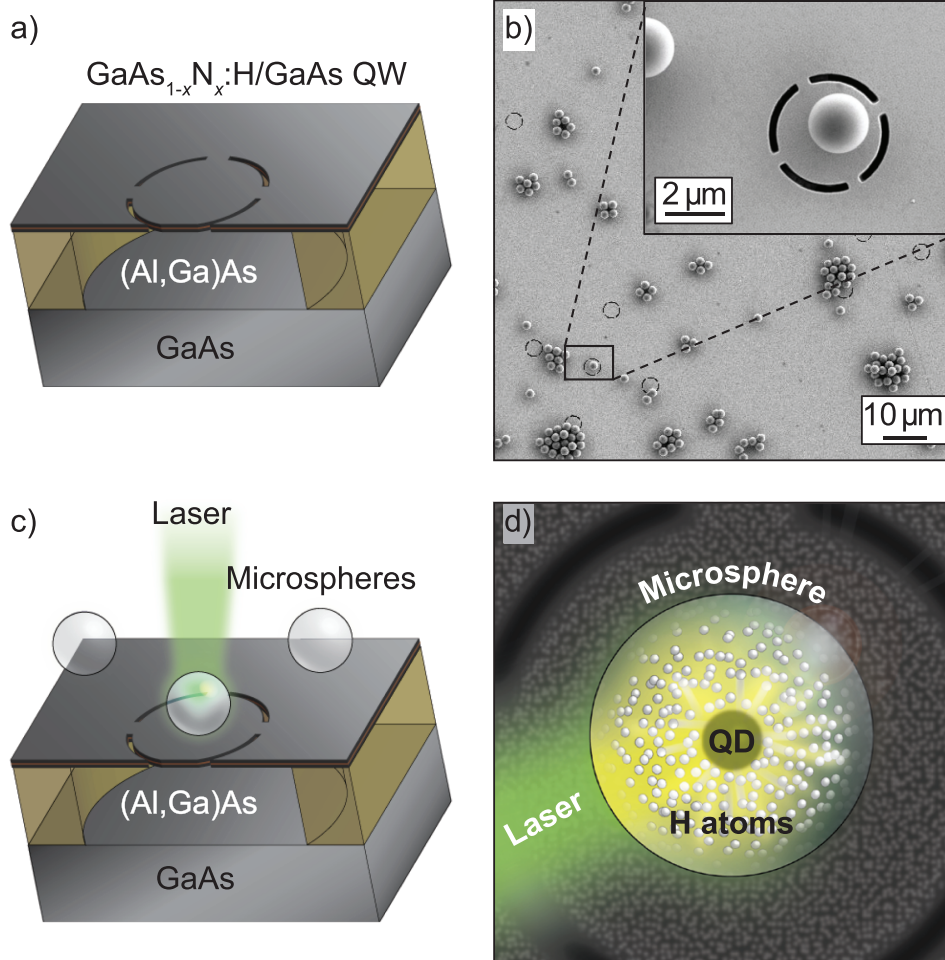 a)
GaAs1-xNx:H/GaAs QW
(Al,Ga)As
GaAs
b)
2 µm
10 µm
c)
Laser
Microspheres
(Al,Ga)As
GaAs
d)
Microsphere
QD
H atoms
Laser